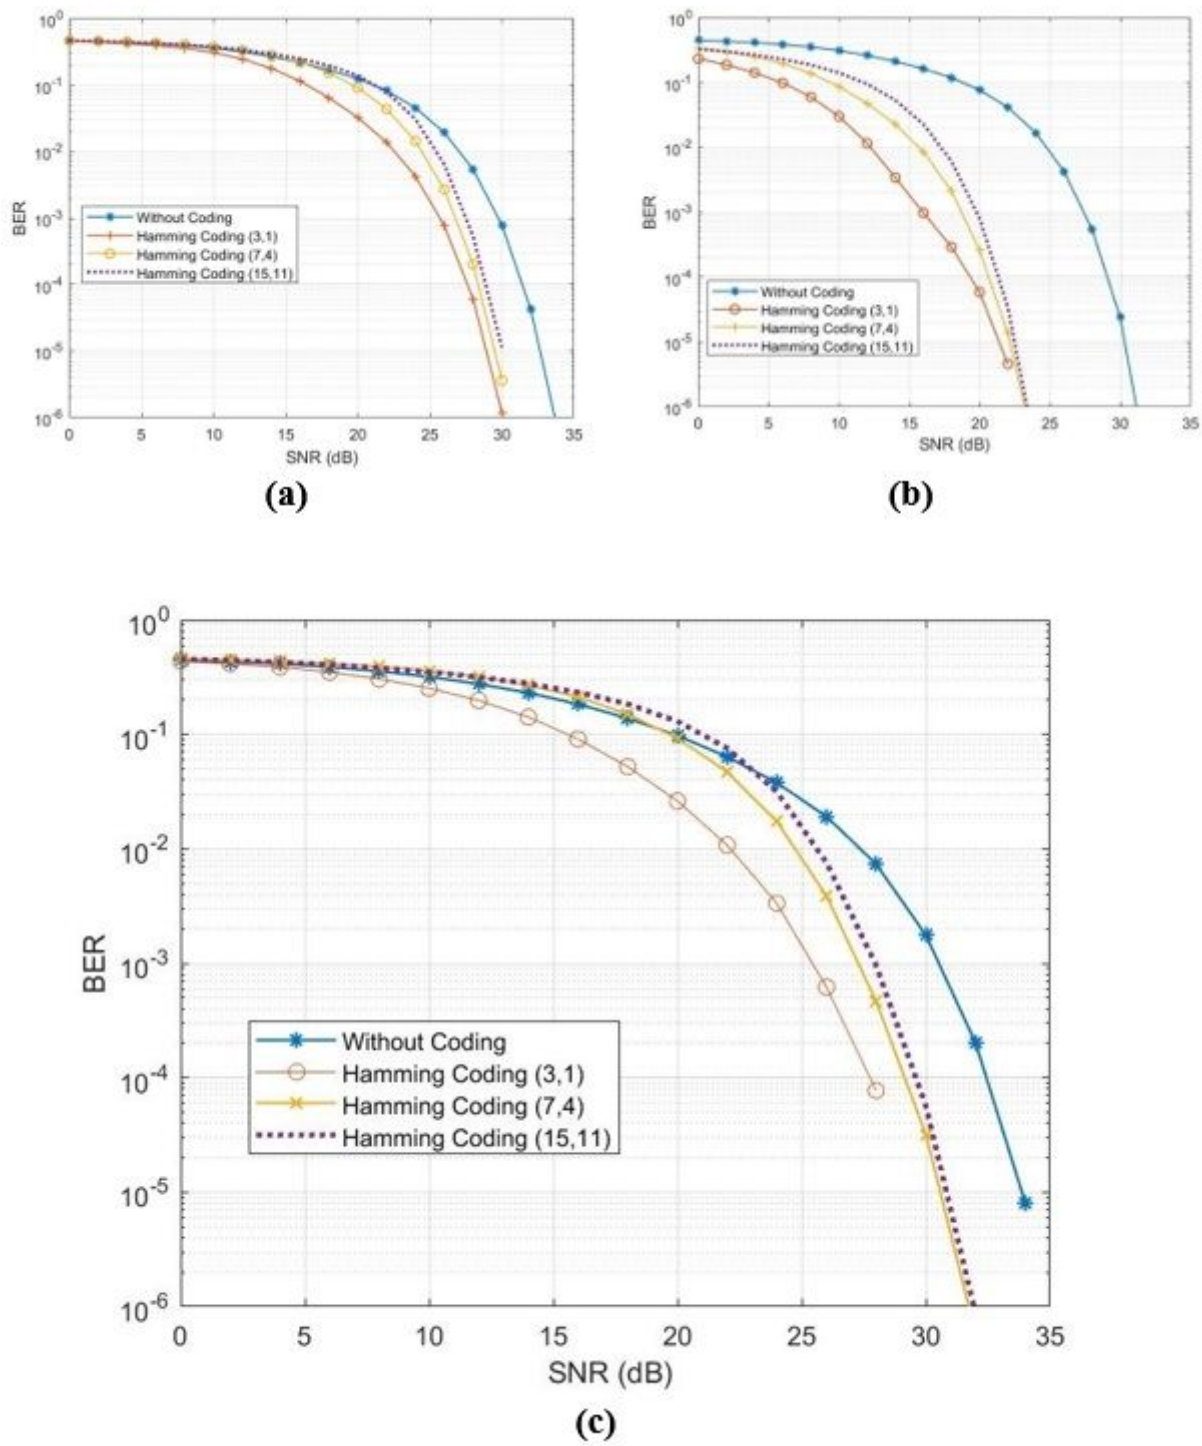 10^0
10^-1
10^-2
10^-3
10^-4
10^-5
10^-6
BER
Without Coding
Hamming Coding (3,1)
Hamming Coding (7,4)
Hamming Coding (15,11)
0 5 10 15 20 25 30 35
SNR (dB)
(a)
10^0
10^-1
10^-2
10^-3
10^-4
10^-5
10^-6
BER
Without Coding
Hamming Coding (3,1)
Hamming Coding (7,4)
Hamming Coding (15,11)
0 5 10 15 20 25 30 35
SNR (dB)
(b)
10^0
10^-1
10^-2
10^-3
10^-4
10^-5
10^-6
BER
Without Coding
Hamming Coding (3,1)
Hamming Coding (7,4)
Hamming Coding (15,11)
0 5 10 15 20 25 30 35
SNR (dB)
(c)